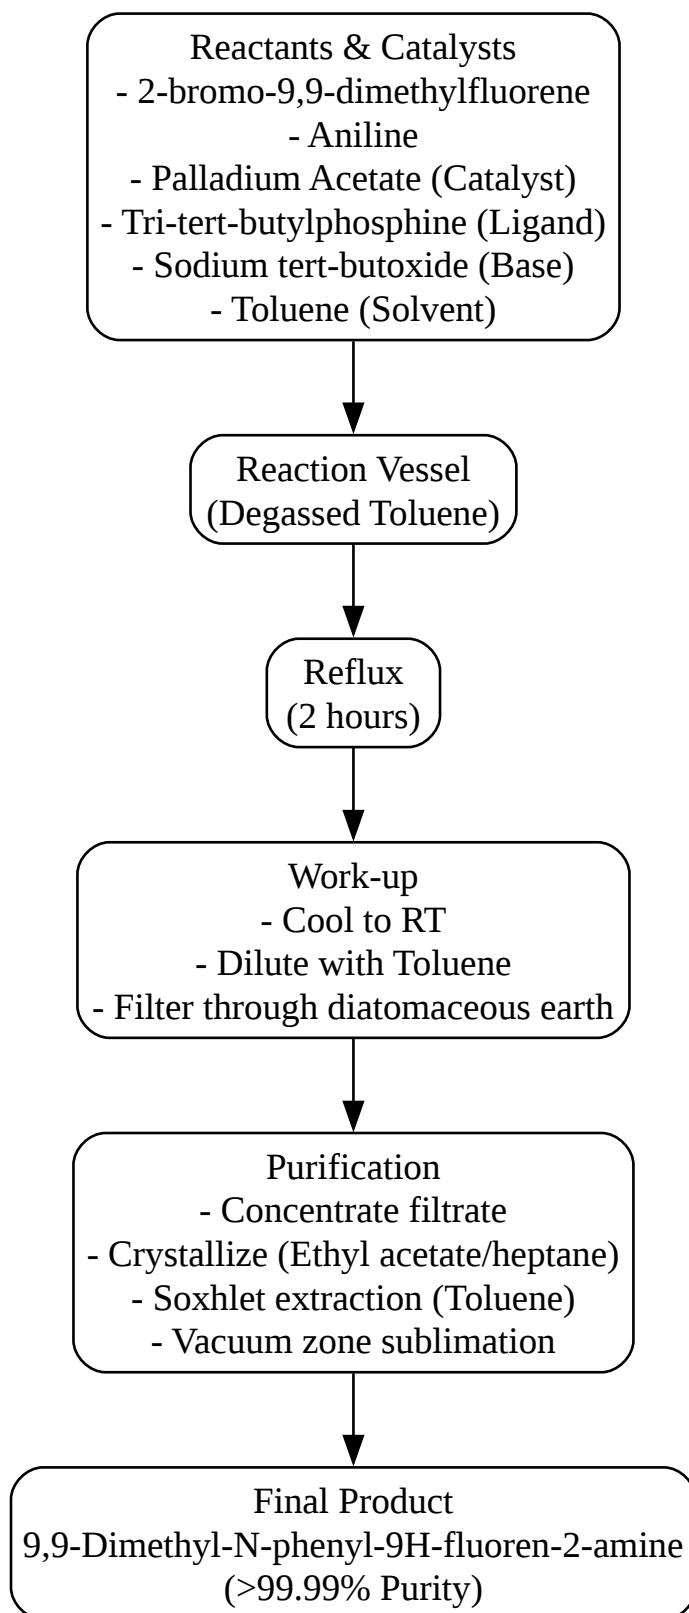 Reactants & Catalysts
- 2-bromo-9,9-dimethylfluorene
- Aniline
- Palladium Acetate (Catalyst)
- Tri-tert-butylphosphine (Ligand)
- Sodium tert-butoxide (Base)
- Toluene (Solvent)
Reaction Vessel
(Degassed Toluene)
Reflux
(2 hours)
Work-up
- Cool to RT
- Dilute with Toluene
- Filter through diatomaceous earth
Purification
- Concentrate filtrate
- Crystallize (Ethyl acetate/heptane)
- Soxhlet extraction (Toluene)
- Vacuum zone sublimation
Final Product
9,9-Dimethyl-N-phenyl-9H-fluoren-2-amine
(>99.99% Purity)